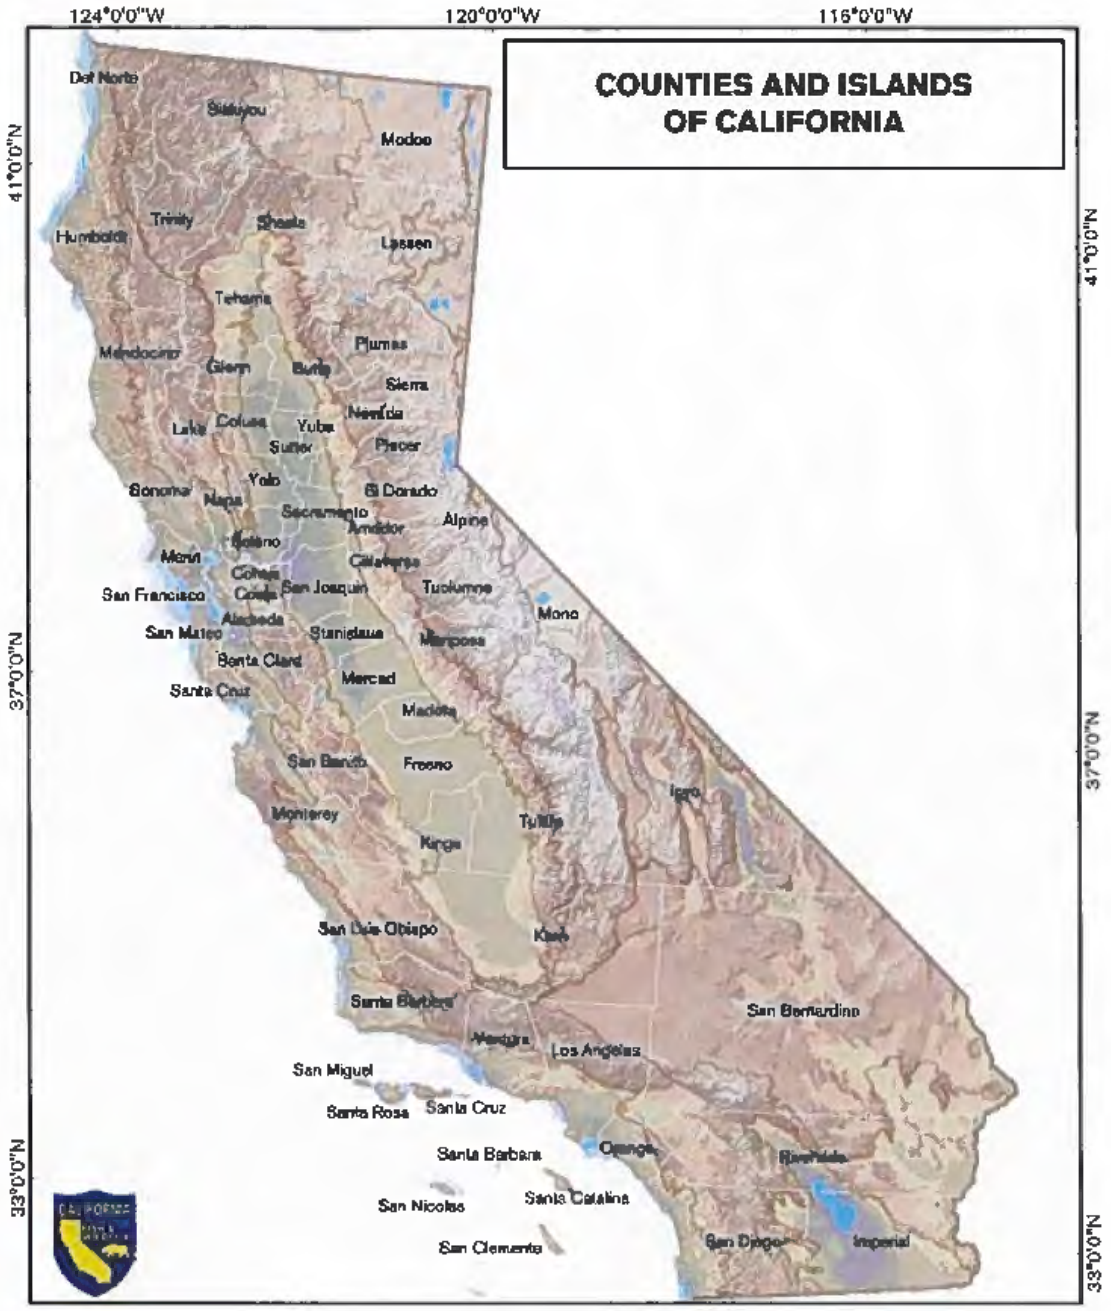 124°0'0"W
120°0'0"W
116°0'0"W
COUNTIES AND ISLANDS
OF CALIFORNIA
41°0'0"N
41°0'0"N
37°0'0"N
37°0'0"N
33°0'0"N
33°0'0"N
Del Norte
Siskiyou
Modoc
Trinity
Shasta
Humboldt
Lassen
Tehama
Plumas
Mendocino
Glenn
Butte
Sierra
Nevada
Colusa
Lake
Yuba
Sutter
Placer
Yolo
Sonoma
Napa
El Dorado
Sacramento
Alpine
Amador
Solano
Marin
Calaveras
Contra
Costa
San Joaquin
Tuolumne
San Francisco
Mono
Alameda
San Mateo
Stanislaus
Mariposa
Santa Clara
Merced
Santa Cruz
Madera
San Benito
Fresno
Inyo
Monterey
Tulare
Kings
San Luis Obispo
Kern
Santa Barbara
San Bernardino
Ventura
Los Angeles
San Miguel
Santa Rosa
Santa Cruz
Orange
Santa Barbara
Riverside
San Nicolas
Santa Catalina
San Clemente
San Diego
Imperial
CALIFORNIA